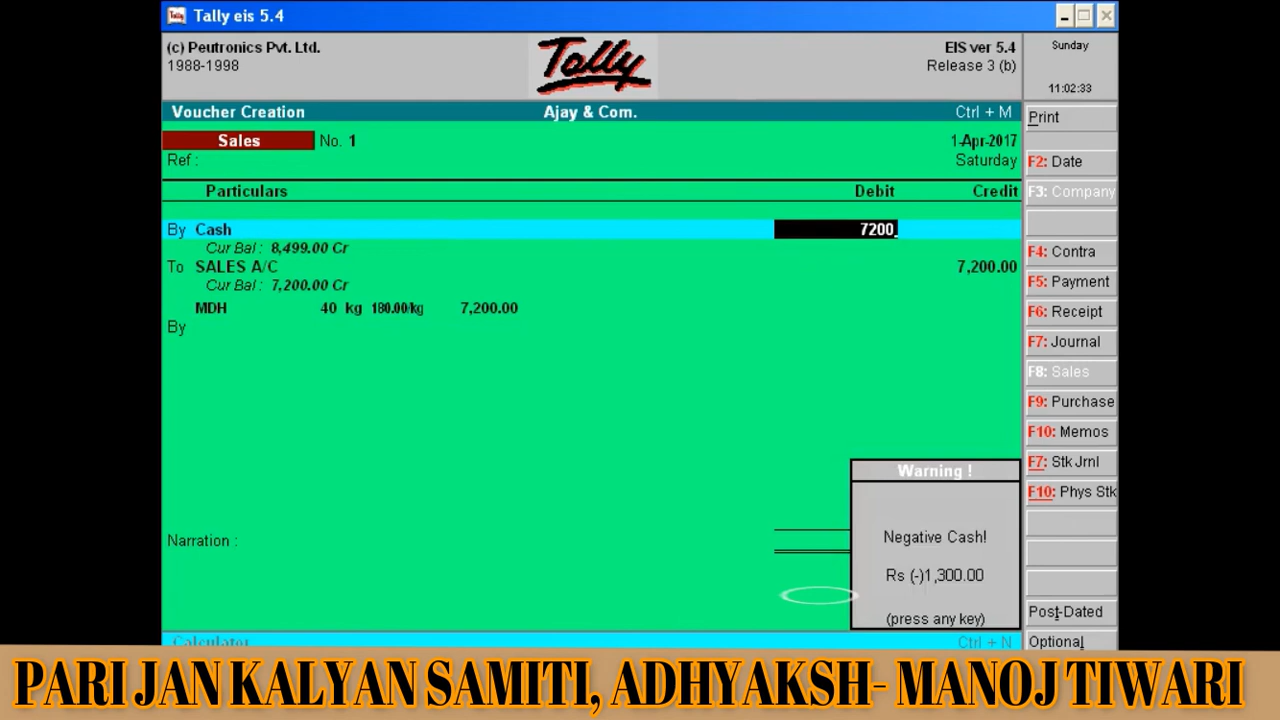 Tally eis 5.4
(c) Peutronics Pvt. Ltd.
1988-1998
Tally
EIS ver 5.4
Release 3 (b)
Sunday
11:02:33
Voucher Creation Ajay & Com. Ctrl + M
Sales No. 1 1-Apr-2017
Ref : Saturday
Particulars Debit Credit
By Cash 7200
Cur Bal : 8,499.00 Cr
To SALES A/C 7,200.00
Cur Bal : 7,200.00 Cr
MDH 40 kg 180.00/kg 7,200.00
By
Narration :
Warning !
Negative Cash!
Rs (-)1,300.00
(press any key)
Calculator Ctrl + N
Print
F2: Date
F3: Company
F4: Contra
F5: Payment
F6: Receipt
F7: Journal
F8: Sales
F9: Purchase
F10: Memos
F7: Stk Jrnl
F10: Phys Stk
Post-Dated
Optional
PARI JAN KALYAN SAMITI, ADHYAKSH- MANOJ TIWARI